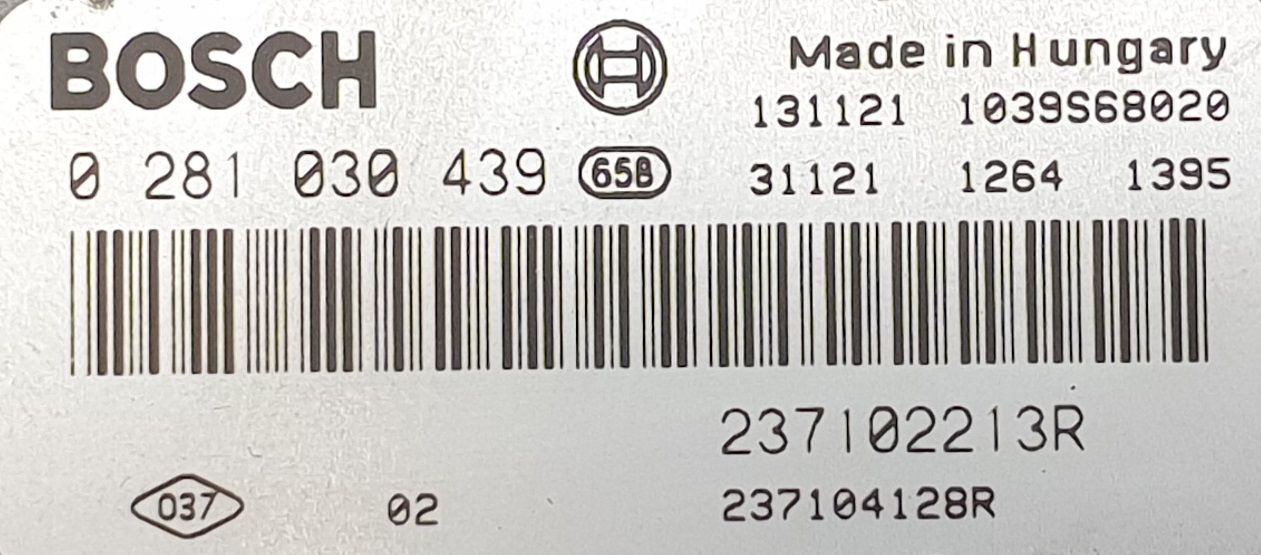 BOSCH
Made in Hungary
131121 1039S68020
0 281 030 439 65B
31121 1264 1395
237102213R
037 02 237104128R